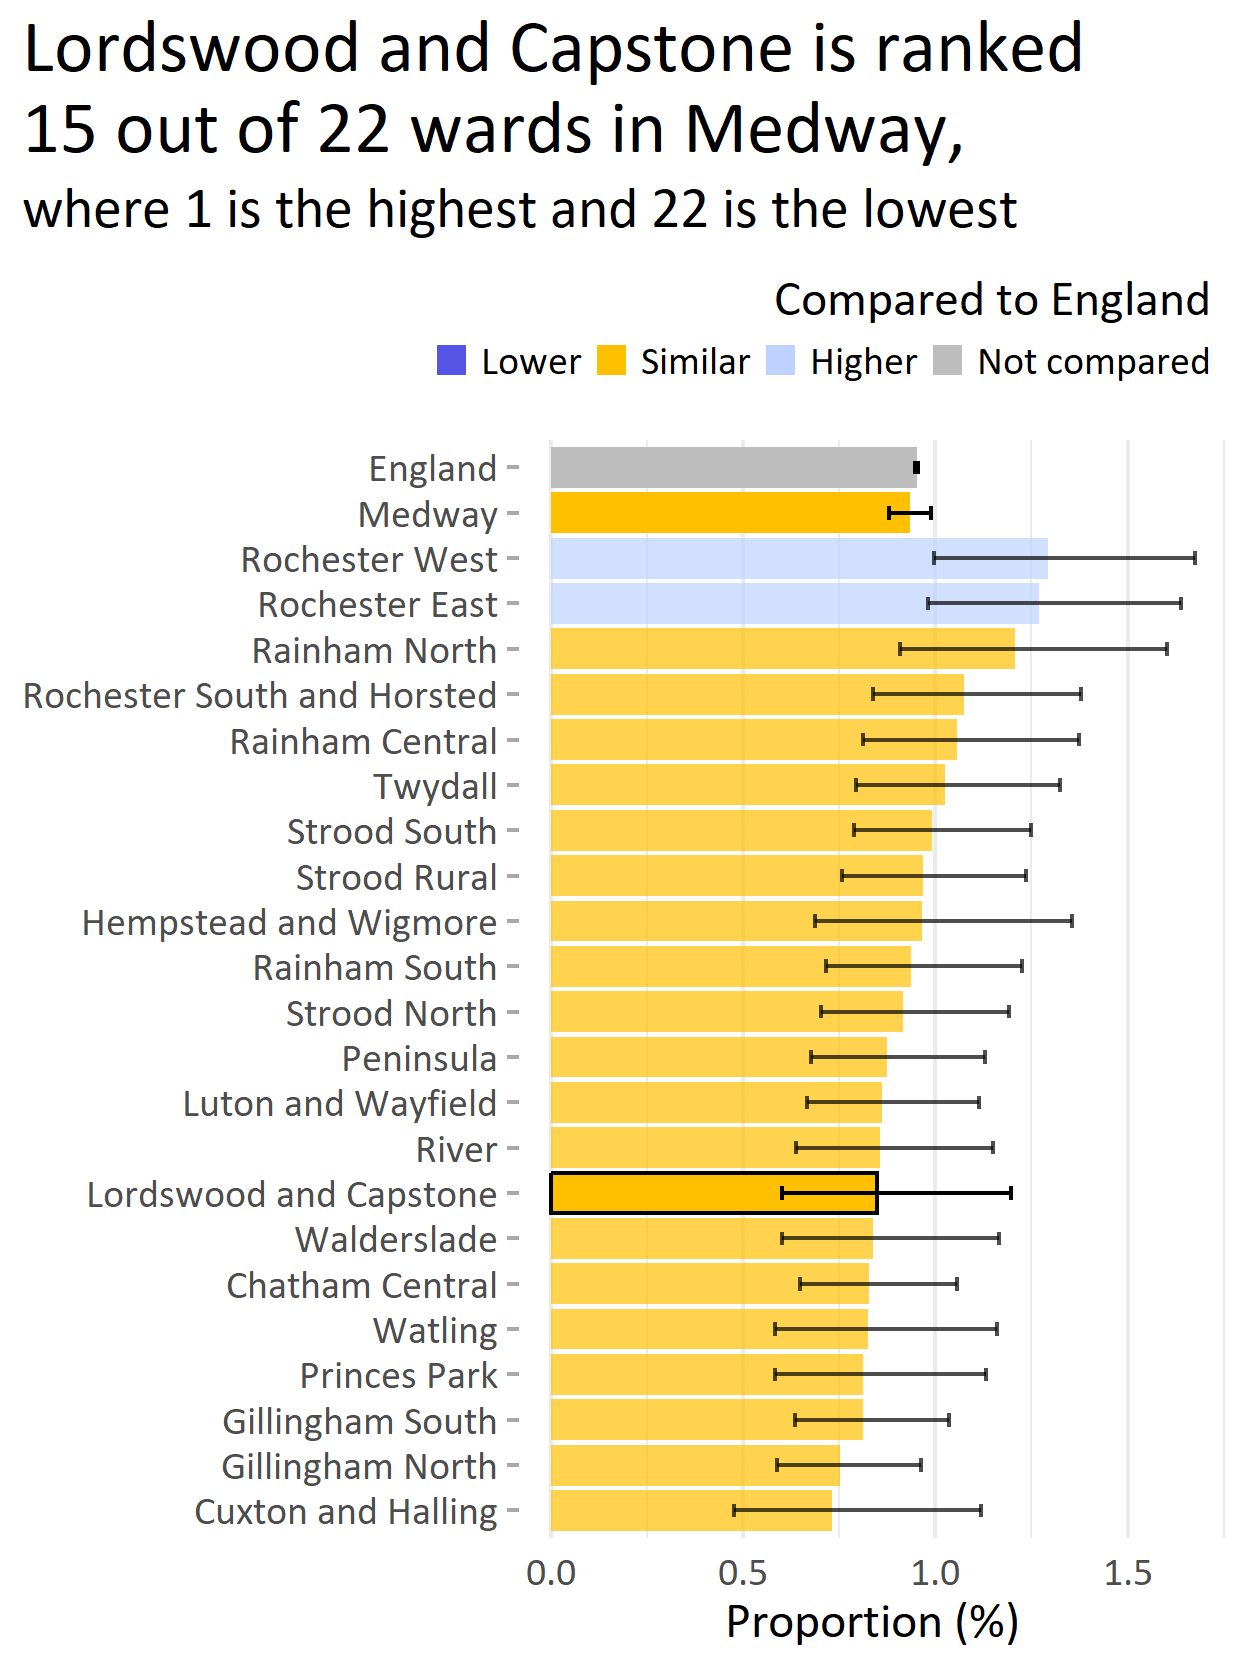 Lordswood and Capstone is ranked
15 out of 22 wards in Medway,
where 1 is the highest and 22 is the lowest
Compared to England
Lower Similar Higher Not compared
England
Medway
Rochester West
Rochester East
Rainham North
Rochester South and Horsted
Rainham Central
Twydall
Strood South
Strood Rural
Hempstead and Wigmore
Rainham South
Strood North
Peninsula
Luton and Wayfield
River
Lordswood and Capstone
Walderslade
Chatham Central
Watling
Princes Park
Gillingham South
Gillingham North
Cuxton and Halling
0.0 0.5 1.0 1.5
Proportion (%)